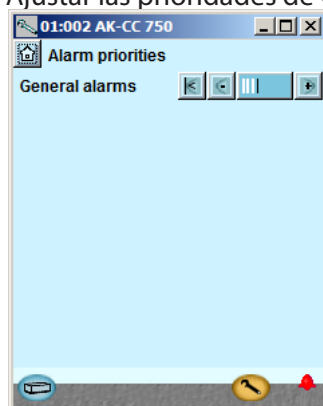 Ajustar las prioridades de
01:002 AK-CC 750
Alarm priorities
General alarms